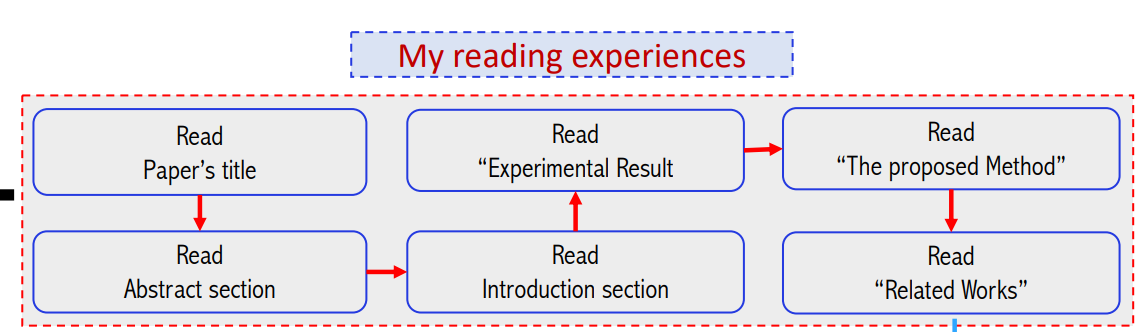 My reading experiences
Read
Paper's title
Read
Abstract section
Read
Introduction section
Read
“Experimental Result
Read
“The proposed Method”
Read
“Related Works”